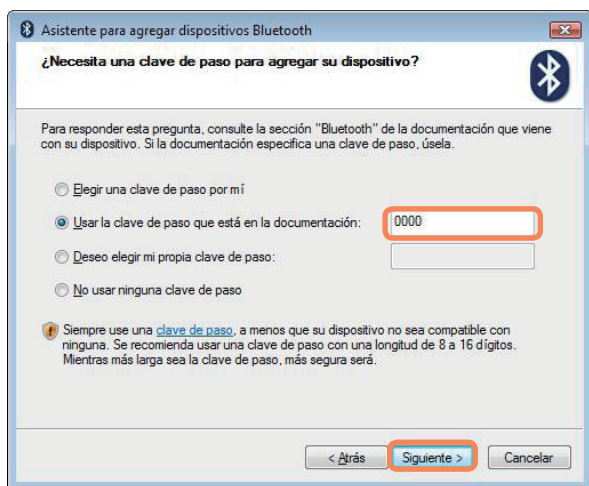 Asistente para agregar dispositivos Bluetooth
¿Necesita una clave de paso para agregar su dispositivo?
Para responder esta pregunta, consulte la sección "Bluetooth" de la documentación que viene
con su dispositivo. Si la documentación especifica una clave de paso, úsela.
Elegir una clave de paso por mí
Usar la clave de paso que está en la documentación: 0000
Deseo elegir mi propia clave de paso:
No usar ninguna clave de paso
Siempre use una clave de paso, a menos que su dispositivo no sea compatible con
ninguna. Se recomienda usar una clave de paso con una longitud de 8 a 16 dígitos.
Mientras más larga sea la clave de paso, más segura será.
< Atrás Siguiente > Cancelar